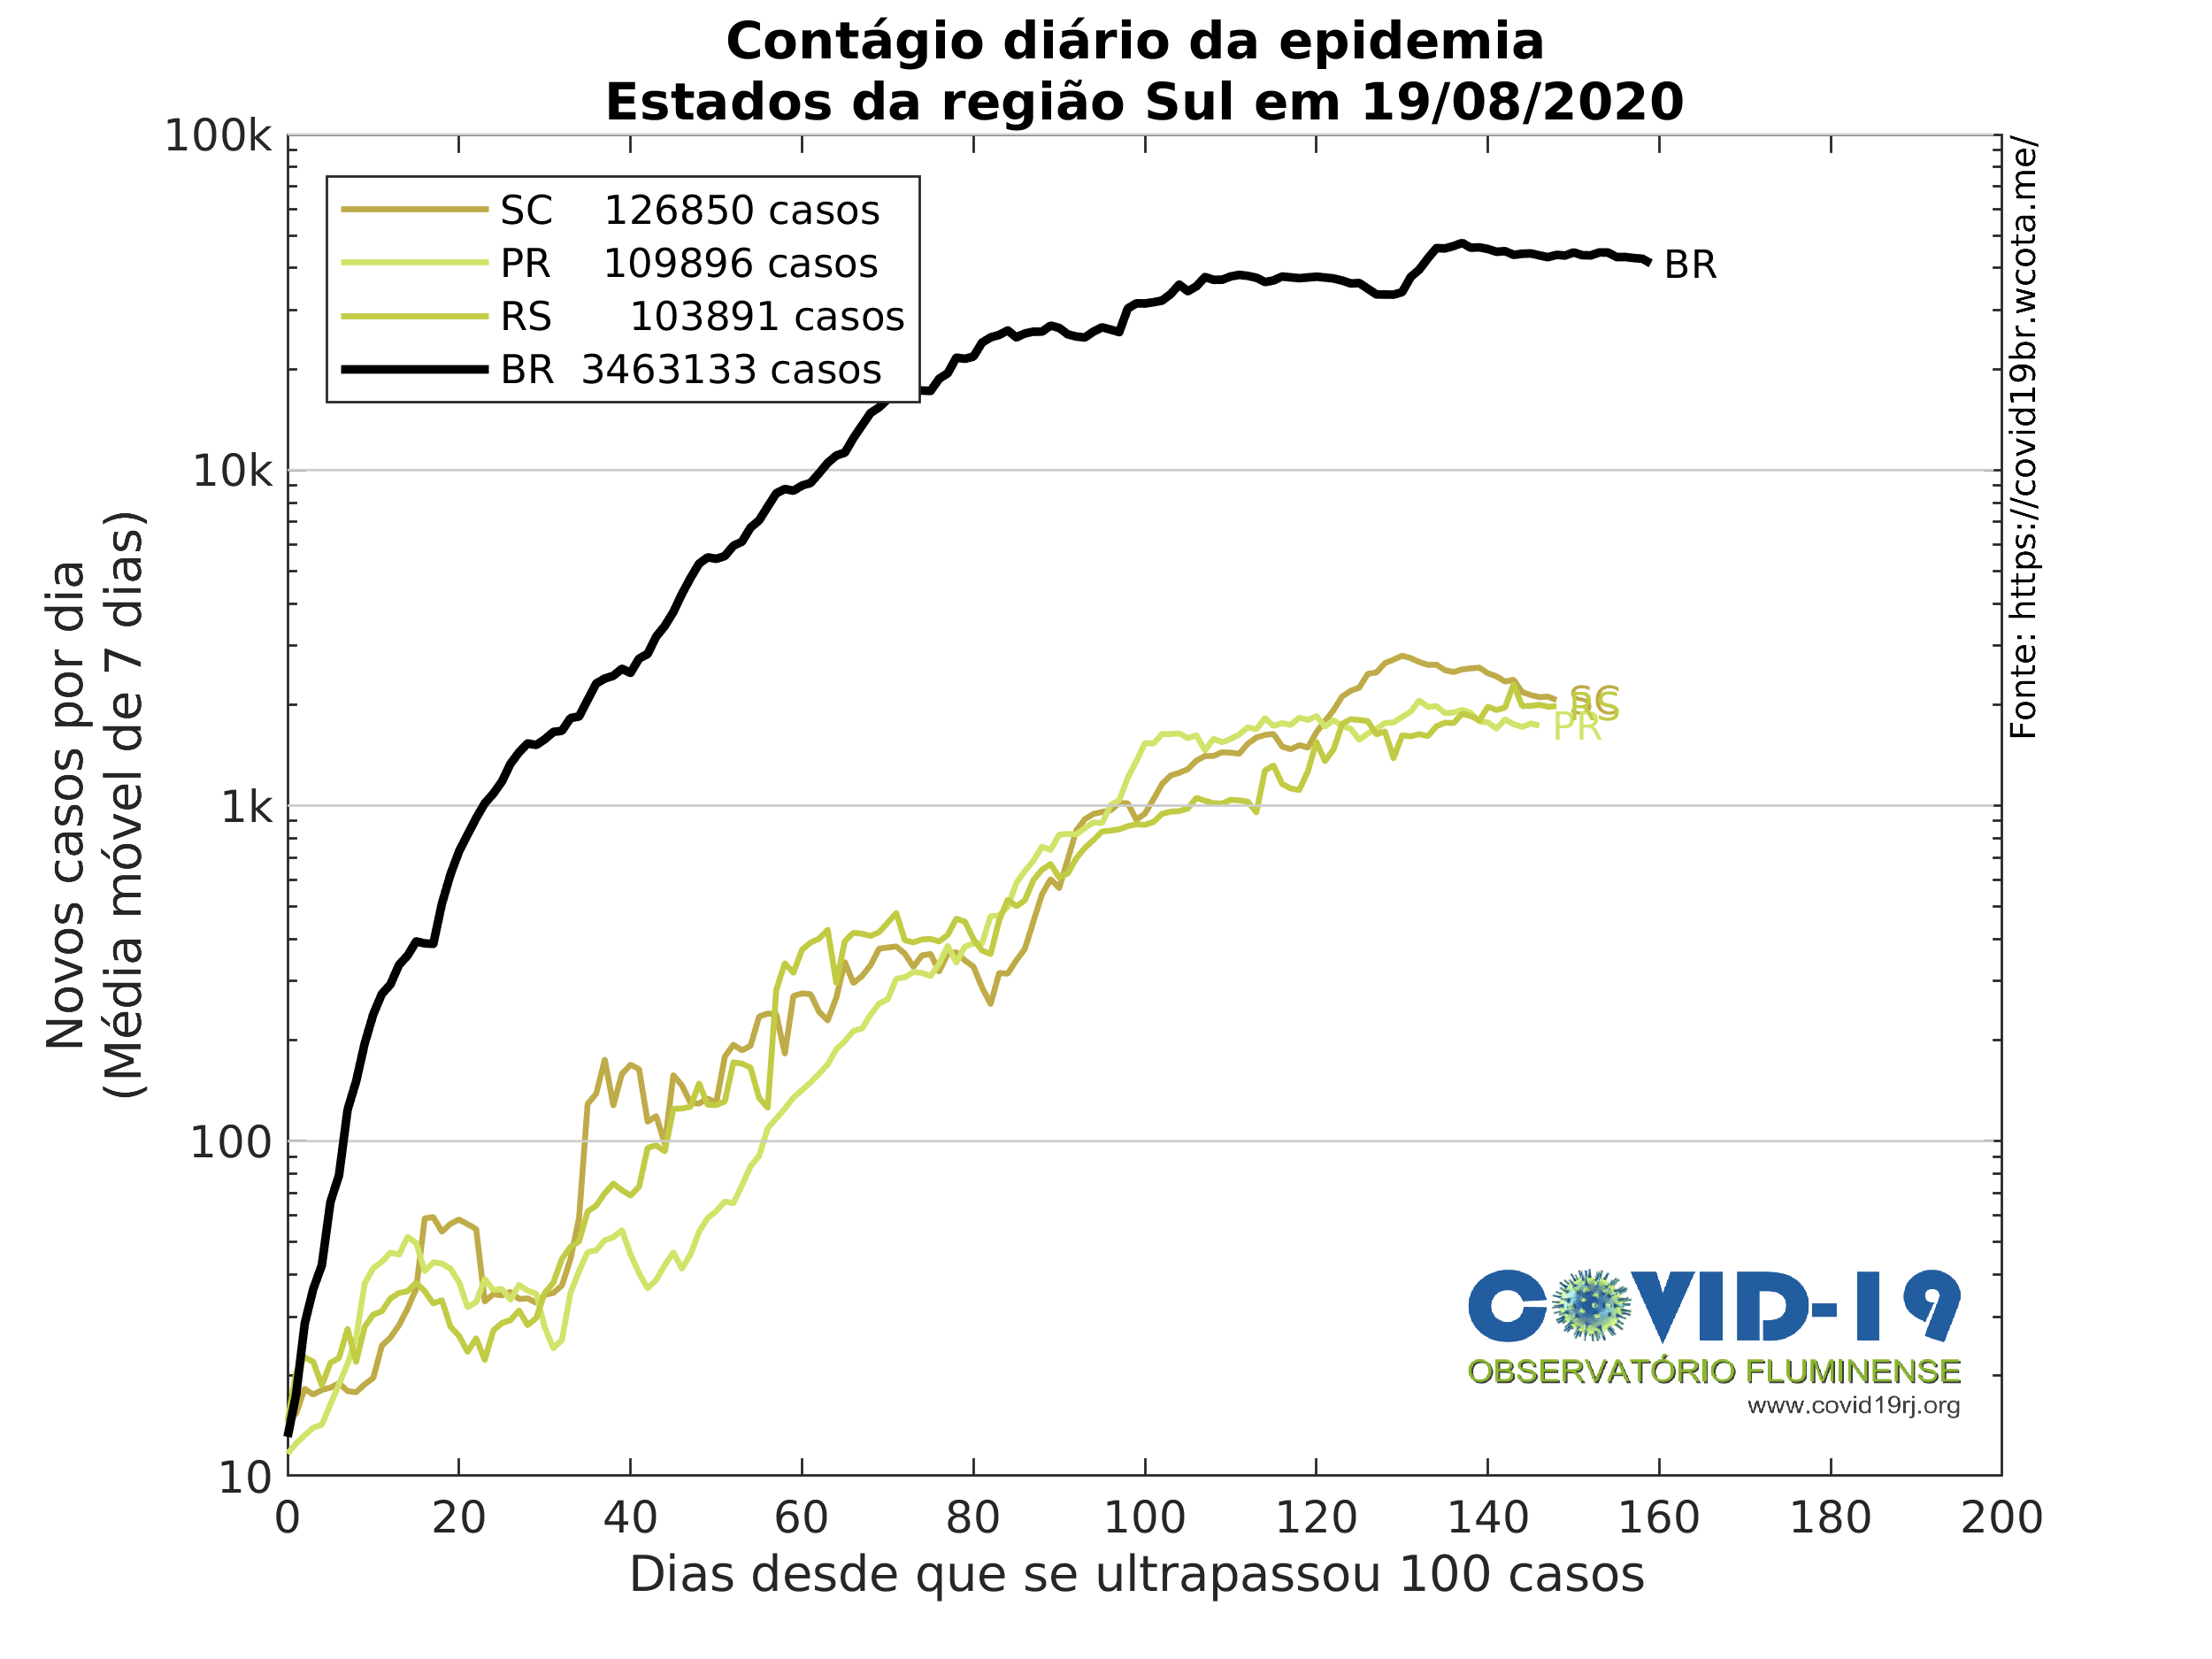 Contágio diário da epidemia
Estados da região Sul em 19/08/2020
100k
10k
1k
100
10
Novos casos por dia
(Média móvel de 7 dias)
SC 126850 casos
PR 109896 casos
RS 103891 casos
BR 3463133 casos
BR
SC
RS
PR
Fonte: https://covid19br.wcota.me/
COVID-19
OBSERVATÓRIO FLUMINENSE
www.covid19rj.org
0 20 40 60 80 100 120 140 160 180 200
Dias desde que se ultrapassou 100 casos